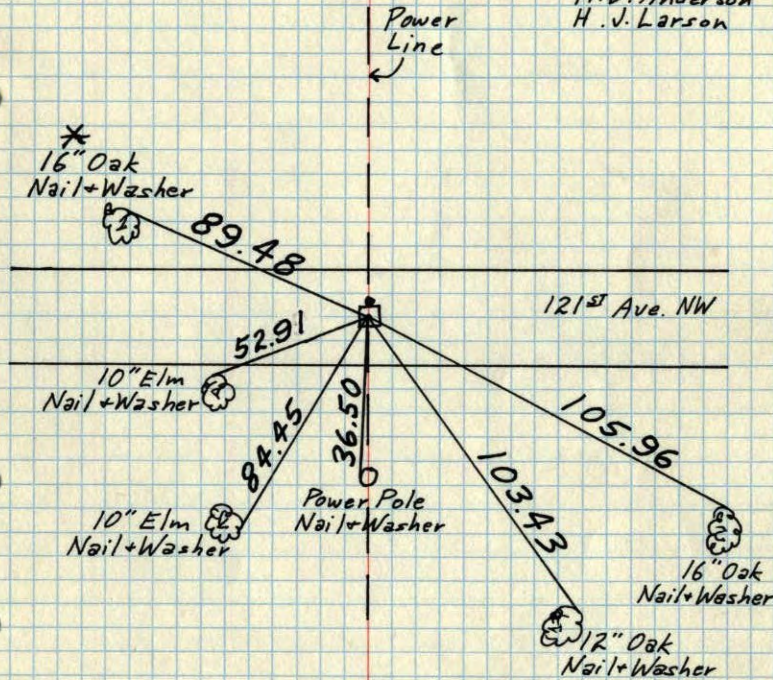 H. J. Larson
Power
Line
16" Oak
Nail + Washer
1
89.48
121ST Ave. NW
52.91
10" Elm
Nail + Washer
84.45
36.50
105.96
103.43
10" Elm
Nail + Washer
Power Pole
Nail + Washer
16" Oak
Nail + Washer
12" Oak
Nail + Washer